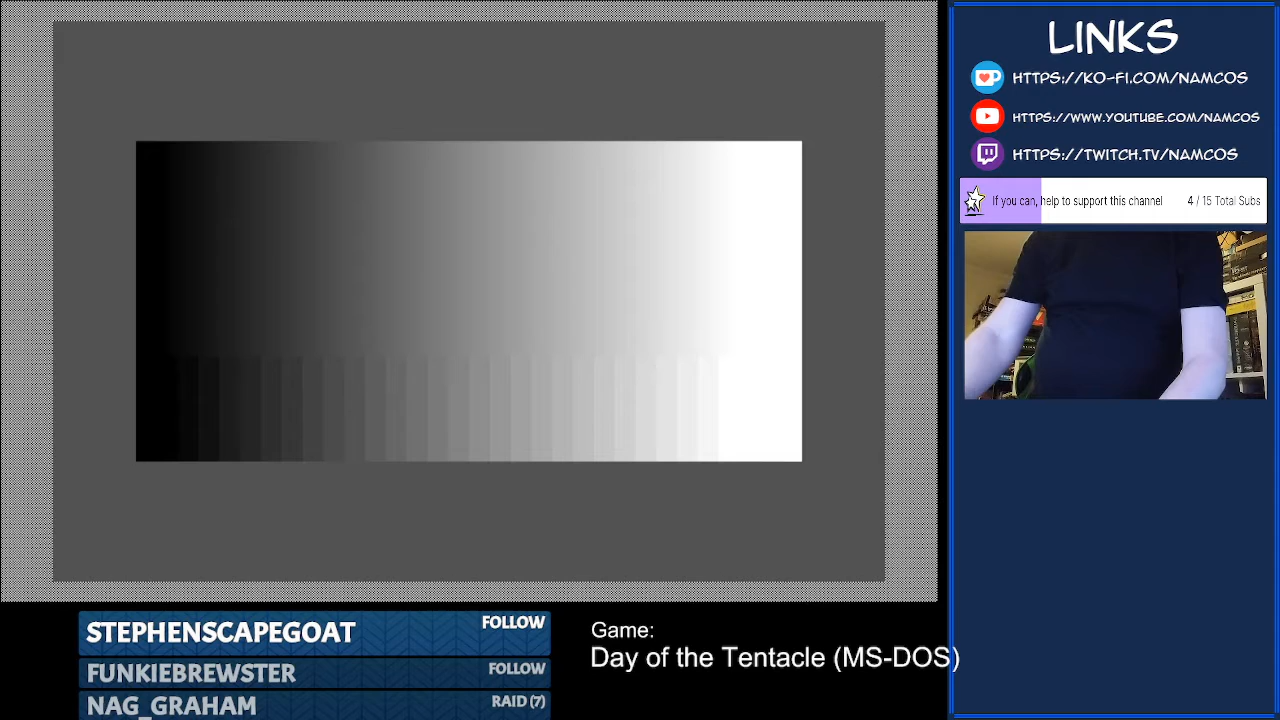 LINKS
HTTPS://KO-FI.COM/NAMCOS
HTTPS://WWW.YOUTUBE.COM/NAMCOS
HTTPS://TWITCH.TV/NAMCOS
If you can, help to support this channel 4 / 15 Total Subs
STEPHENSCAPEGOAT FOLLOW
FUNKIEBREWSTER FOLLOW
NAG_GRAHAM RAID (7)
Game:
Day of the Tentacle (MS-DOS)